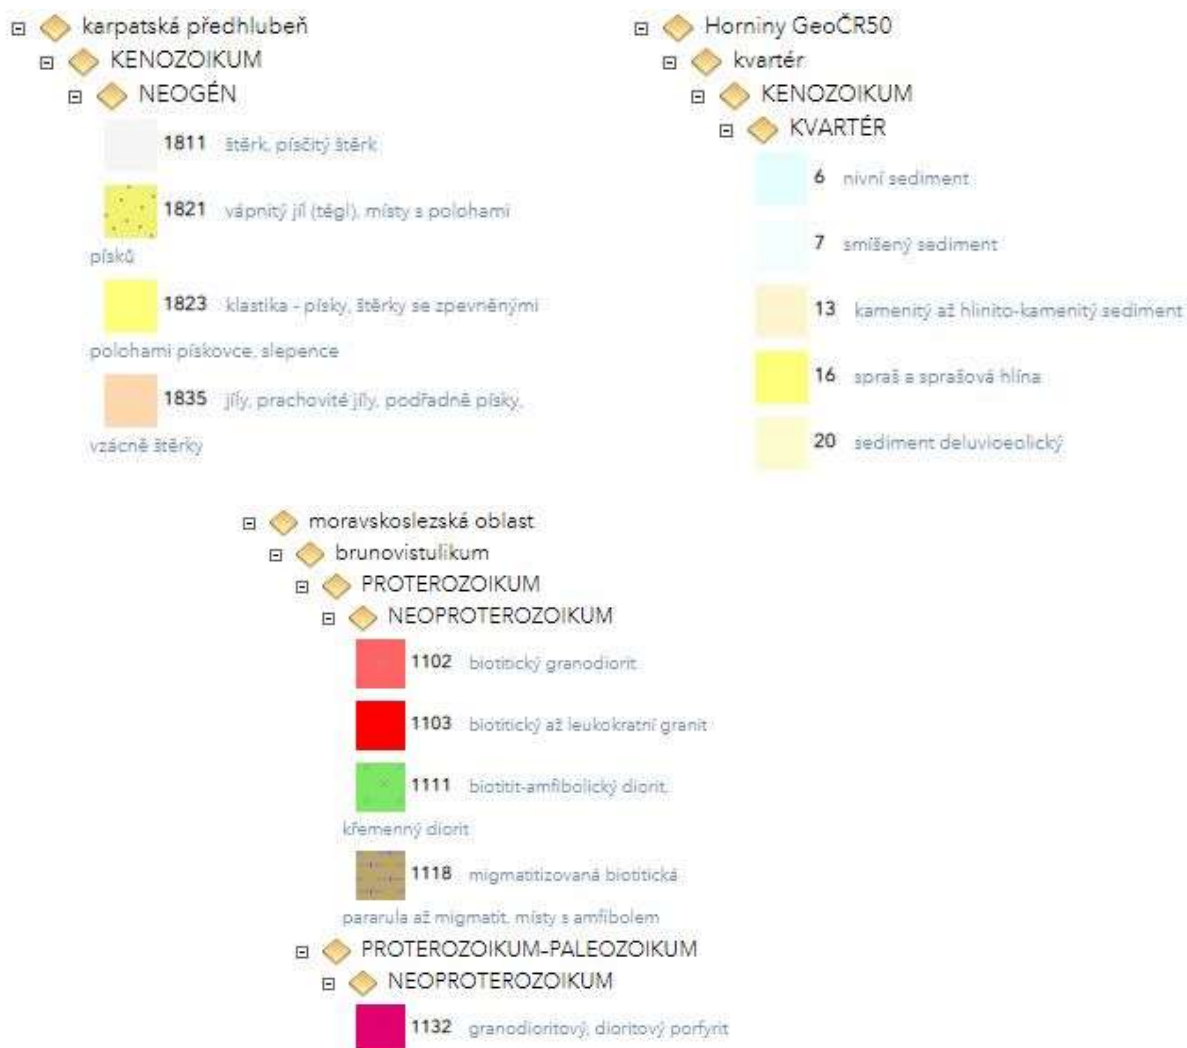 karpatská předhlubeň
KENOZOIKUM
NEOGÉN
1811 štěrk, písčitý štěrk
1821 vápnitý jíl (tégl), místy s polohami
písků
1823 klastika - písky, štěrky se zpevněnými
polohami pískovce, slepence
1835 jíly, prachovité jíly, podřadně písky,
vzácně štěrky
Horniny GeoČR50
kvartér
KENOZOIKUM
KVARTÉR
6 nivní sediment
7 smíšený sediment
13 kamenitý až hlinito-kamenitý sediment
16 spraš a sprašová hlína
20 sediment deluvioeolický
moravskoslezská oblast
brunovistulikum
PROTEROZOIKUM
NEOPROTEROZOIKUM
1102 biotitický granodiorit
1103 biotitický až leukokratní granit
1111 biotitit-amfibolický diorit,
křemenný diorit
1118 migmatitizovaná biotitická
pararula až migmatit, místy s amfibolem
PROTEROZOIKUM-PALEOZOIKUM
NEOPROTEROZOIKUM
1132 granodioritový, dioritový porfyrit